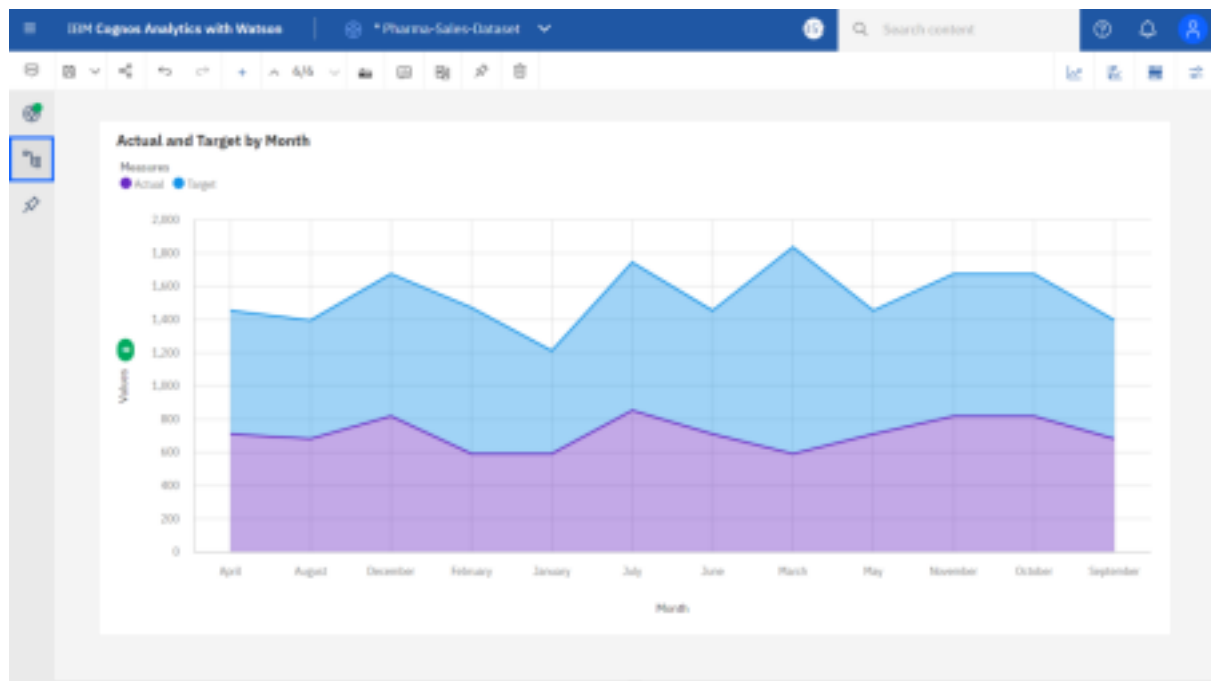 IBM Cognos Analytics with Watson
* Pharma-Sales-Dataset
Search content
6/6
Actual and Target by Month
Measures
Actual Target
2,000
1,800
1,600
1,400
1,200
1,000
800
600
400
200
0
Values
April August December February January July June March May November October September
Month